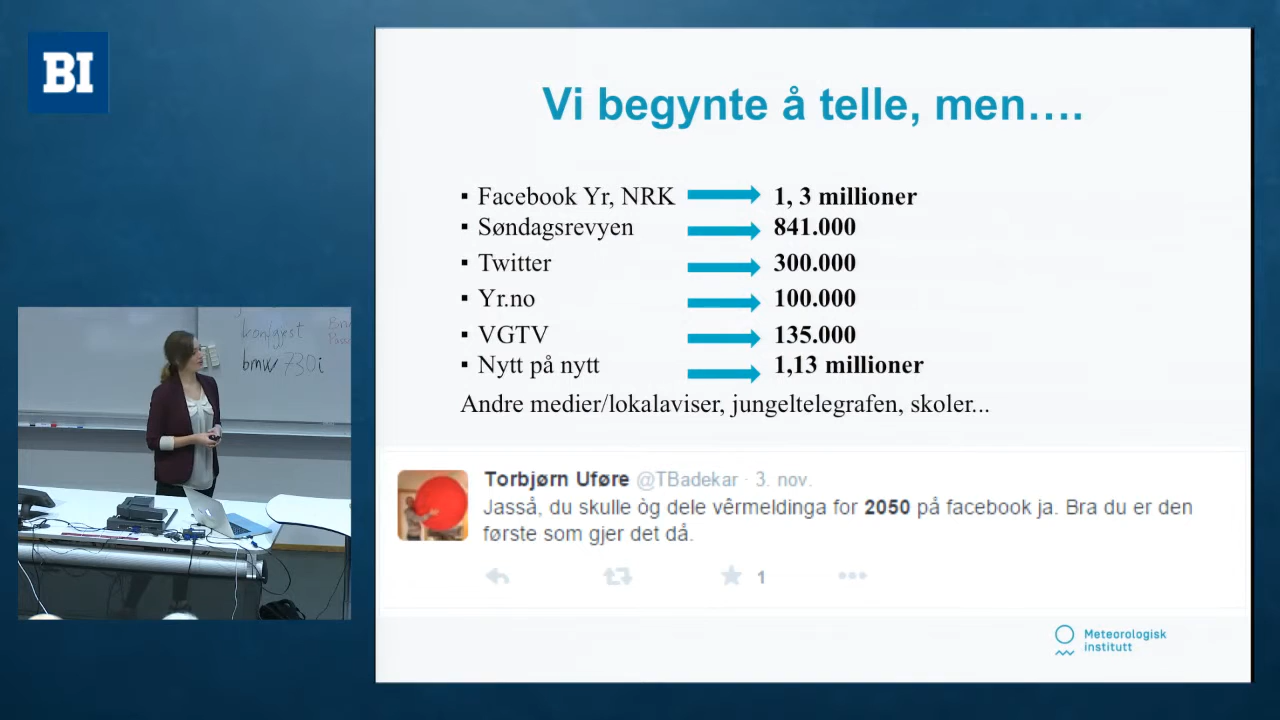 BI
Vi begynte å telle, men….
▪ Facebook Yr, NRK 1, 3 millioner
▪ Søndagsrevyen 841.000
▪ Twitter 300.000
▪ Yr.no 100.000
▪ VGTV 135.000
▪ Nytt på nytt 1,13 millioner
Andre medier/lokalaviser, jungeltelegrafen, skoler...
Torbjørn Uføre @TBadekar · 3. nov.
Jasså, du skulle òg dele vêrmeldinga for 2050 på facebook ja. Bra du er den
første som gjer det då.
1
Meteorologisk
institutt
bmw 730i